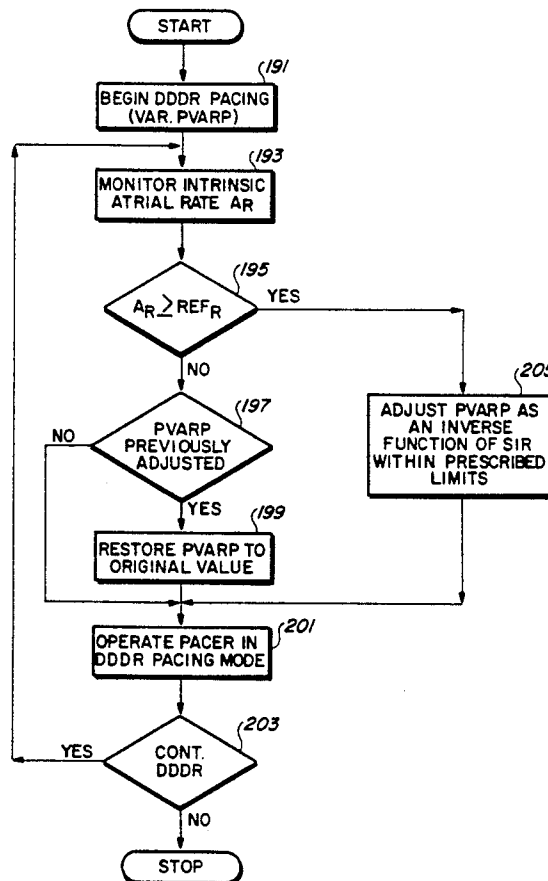 START
191
BEGIN DDDR PACING
(VAR. PVARP)
193
MONITOR INTRINSIC
ATRIAL RATE AR
195
AR ≥ REFR
YES
NO
197
PVARP
PREVIOUSLY
ADJUSTED
NO
YES
205
ADJUST PVARP AS
AN INVERSE
FUNCTION OF SIR
WITHIN PRESCRIBED
LIMITS
199
RESTORE PVARP TO
ORIGINAL VALUE
201
OPERATE PACER IN
DDDR PACING MODE
203
YES
CONT.
DDDR
NO
STOP